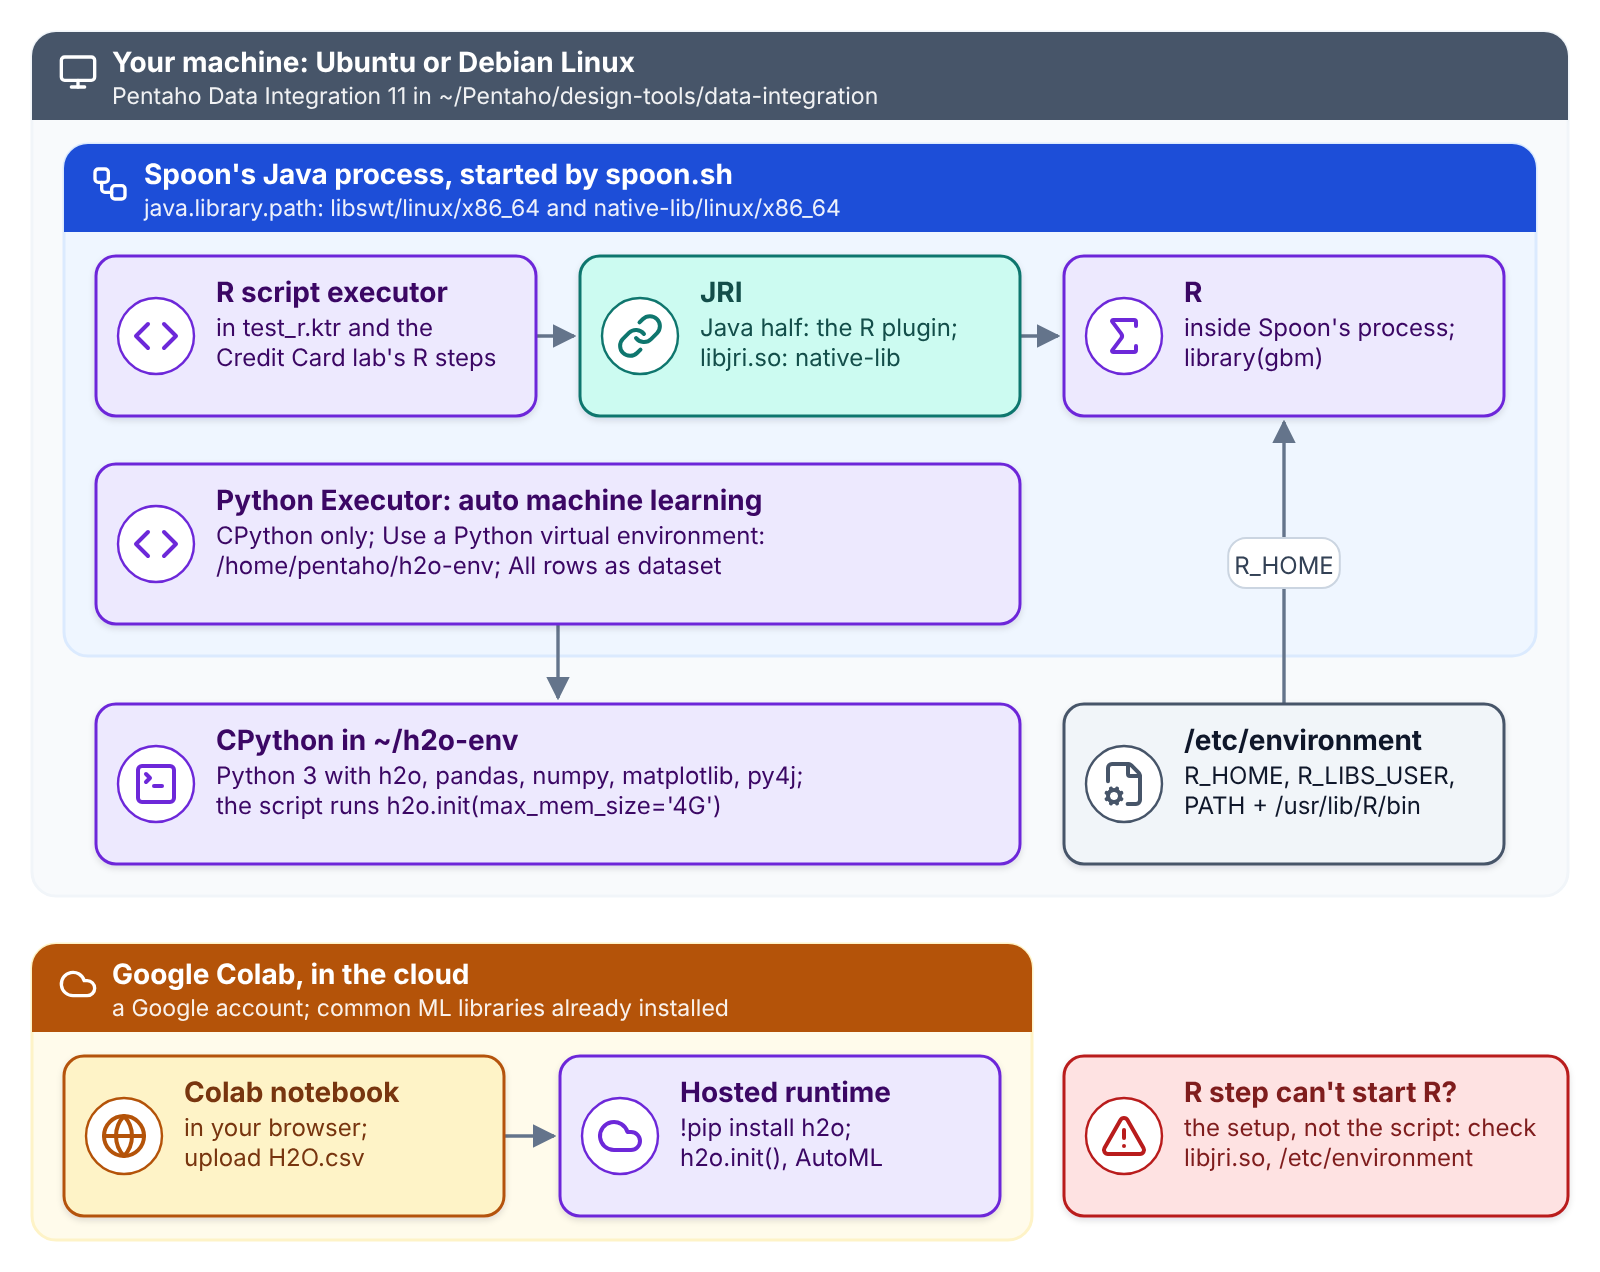 Your machine: Ubuntu or Debian Linux
Pentaho Data Integration 11 in ~/Pentaho/design-tools/data-integration
Spoon's Java process, started by spoon.sh
java.library.path: libswt/linux/x86_64 and native-lib/linux/x86_64
R script executor
in test_r.ktr and the
Credit Card lab's R steps
JRI
Java half: the R plugin;
libjri.so: native-lib
R
inside Spoon's process;
library(gbm)
Python Executor: auto machine learning
CPython only; Use a Python virtual environment:
/home/pentaho/h2o-env; All rows as dataset
R_HOME
CPython in ~/h2o-env
Python 3 with h2o, pandas, numpy, matplotlib, py4j;
the script runs h2o.init(max_mem_size='4G')
/etc/environment
R_HOME, R_LIBS_USER,
PATH + /usr/lib/R/bin
Google Colab, in the cloud
a Google account; common ML libraries already installed
Colab notebook
in your browser;
upload H2O.csv
Hosted runtime
!pip install h2o;
h2o.init(), AutoML
R step can't start R?
the setup, not the script: check
libjri.so, /etc/environment